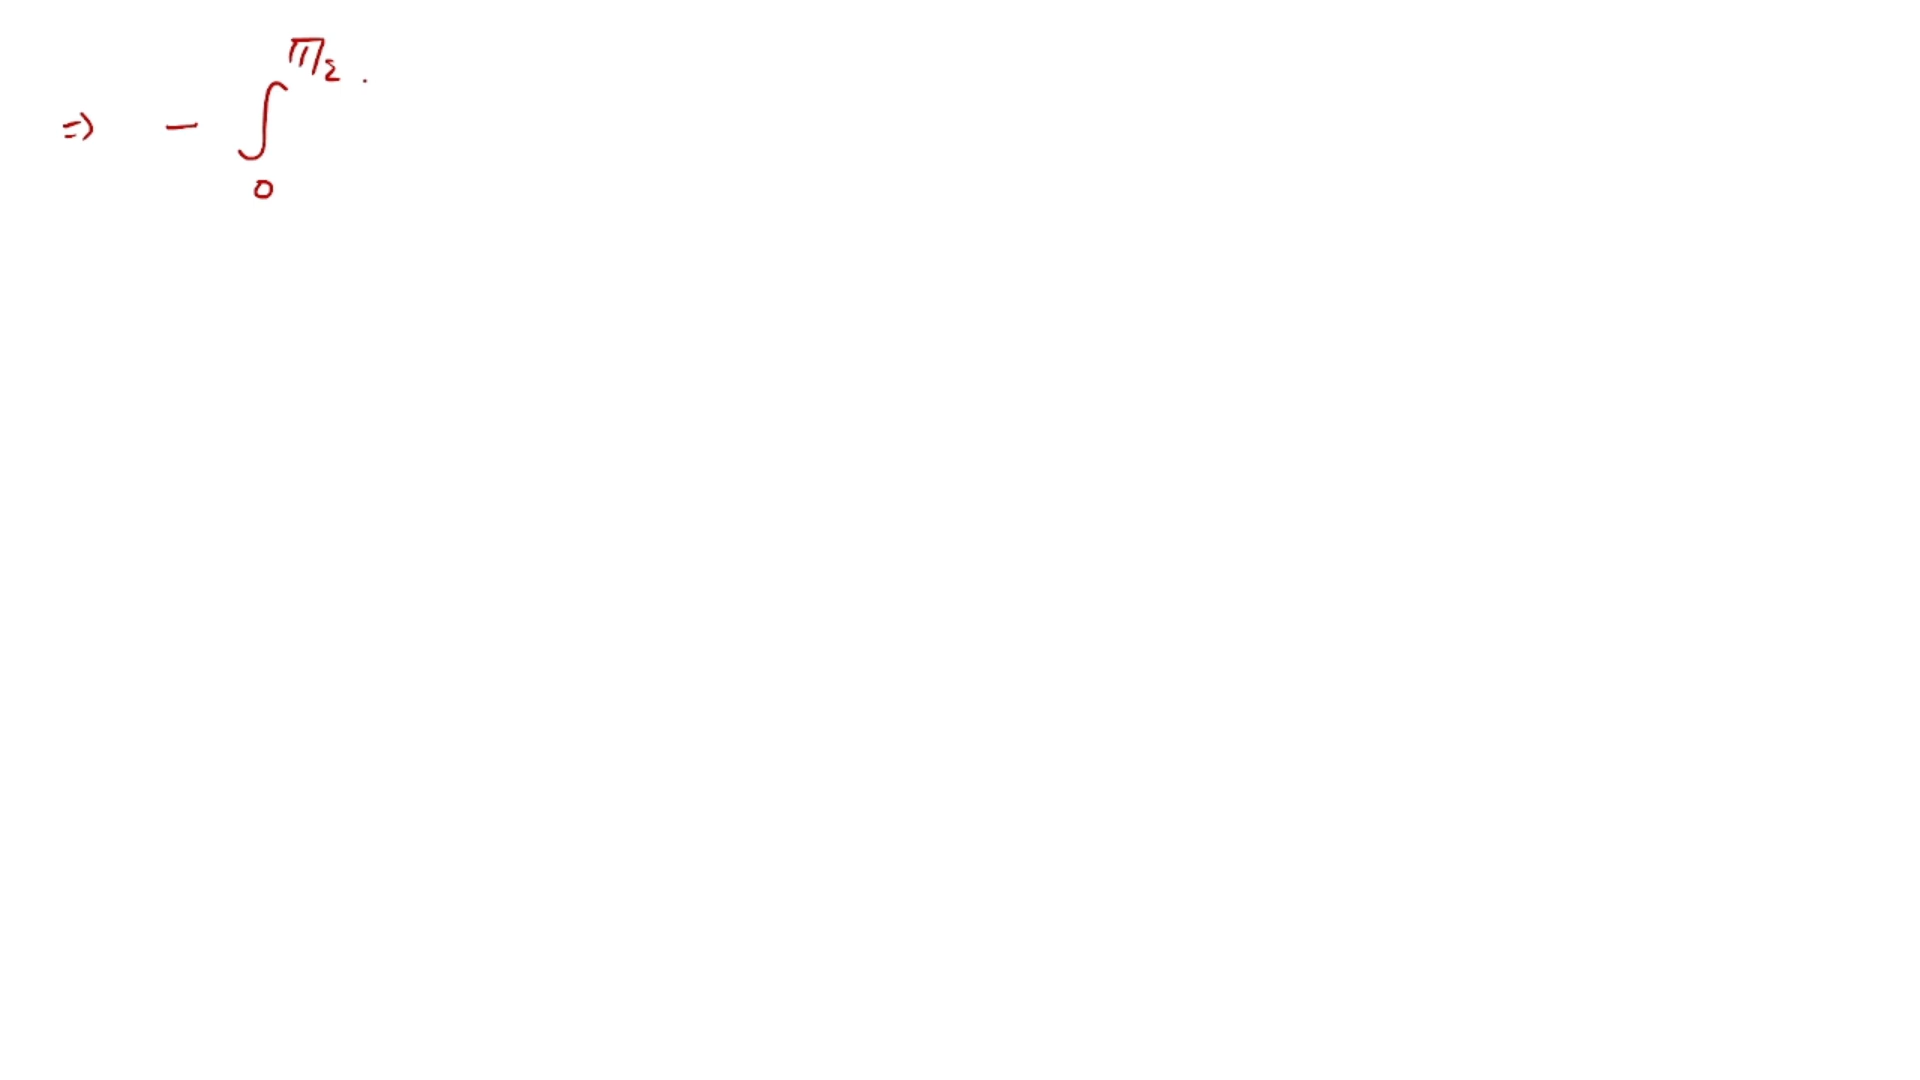 ⇒ - ∫₀^{π/2} .